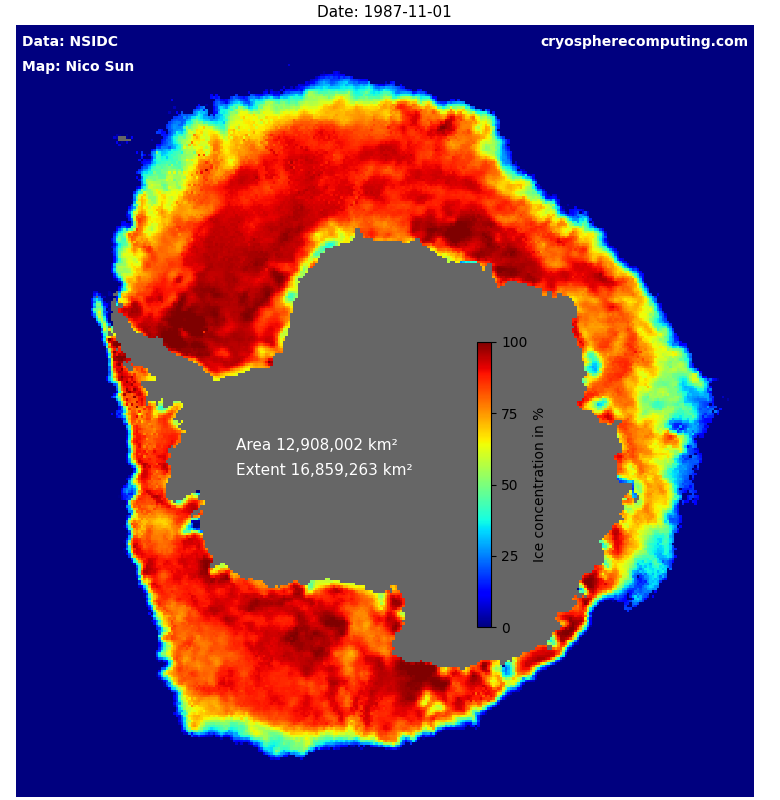 Date: 1987-11-01
Data: NSIDC
cryospherecomputing.com
Map: Nico Sun
100
75
50
25
0
Ice concentration in %
Area 12,908,002 km²
Extent 16,859,263 km²